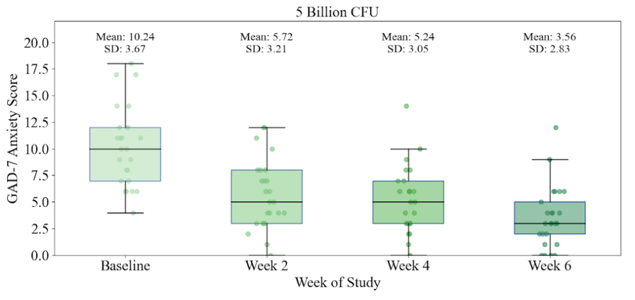 5 Billion CFU
Mean: 10.24
SD: 3.67
Mean: 5.72
SD: 3.21
Mean: 5.24
SD: 3.05
Mean: 3.56
SD: 2.83
GAD-7 Anxiety Score
20.0
17.5
15.0
12.5
10.0
7.5
5.0
2.5
0.0
Baseline
Week 2
Week 4
Week 6
Week of Study